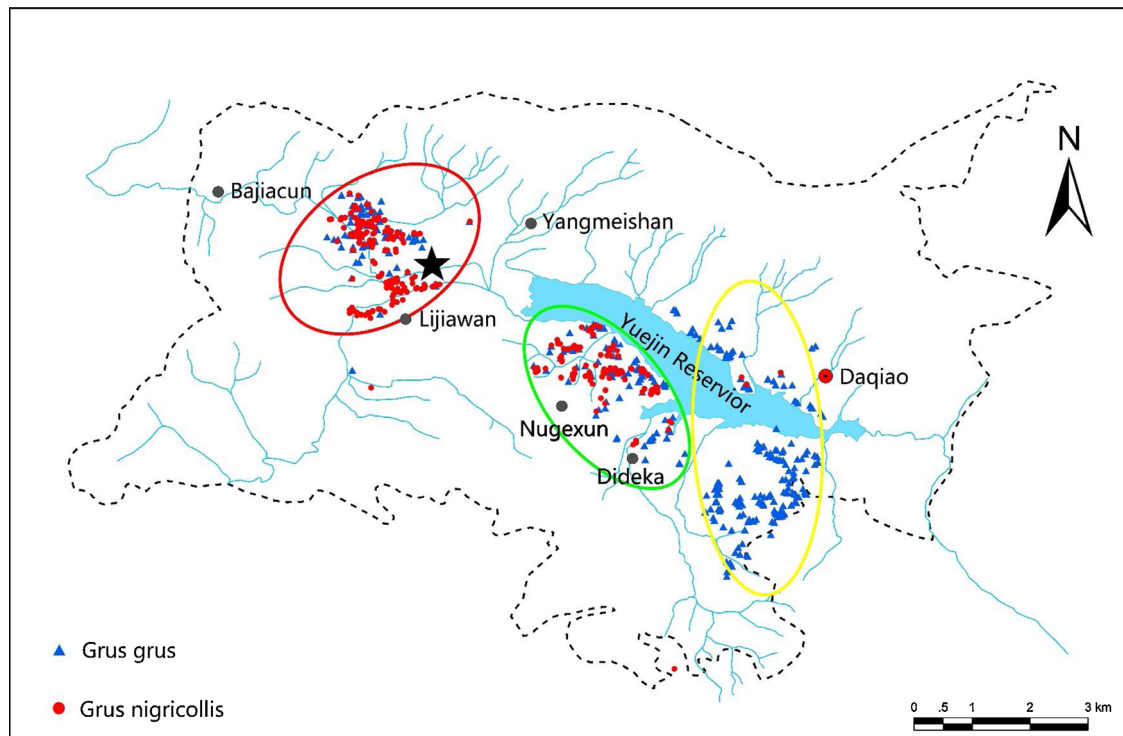 N
Bajiacun
Yangmeishan
Lijiawan
Yuejin Reservior
Daqiao
Nugexun
Dideka
Grus grus
Grus nigricollis
0 .5 1 2 3 km